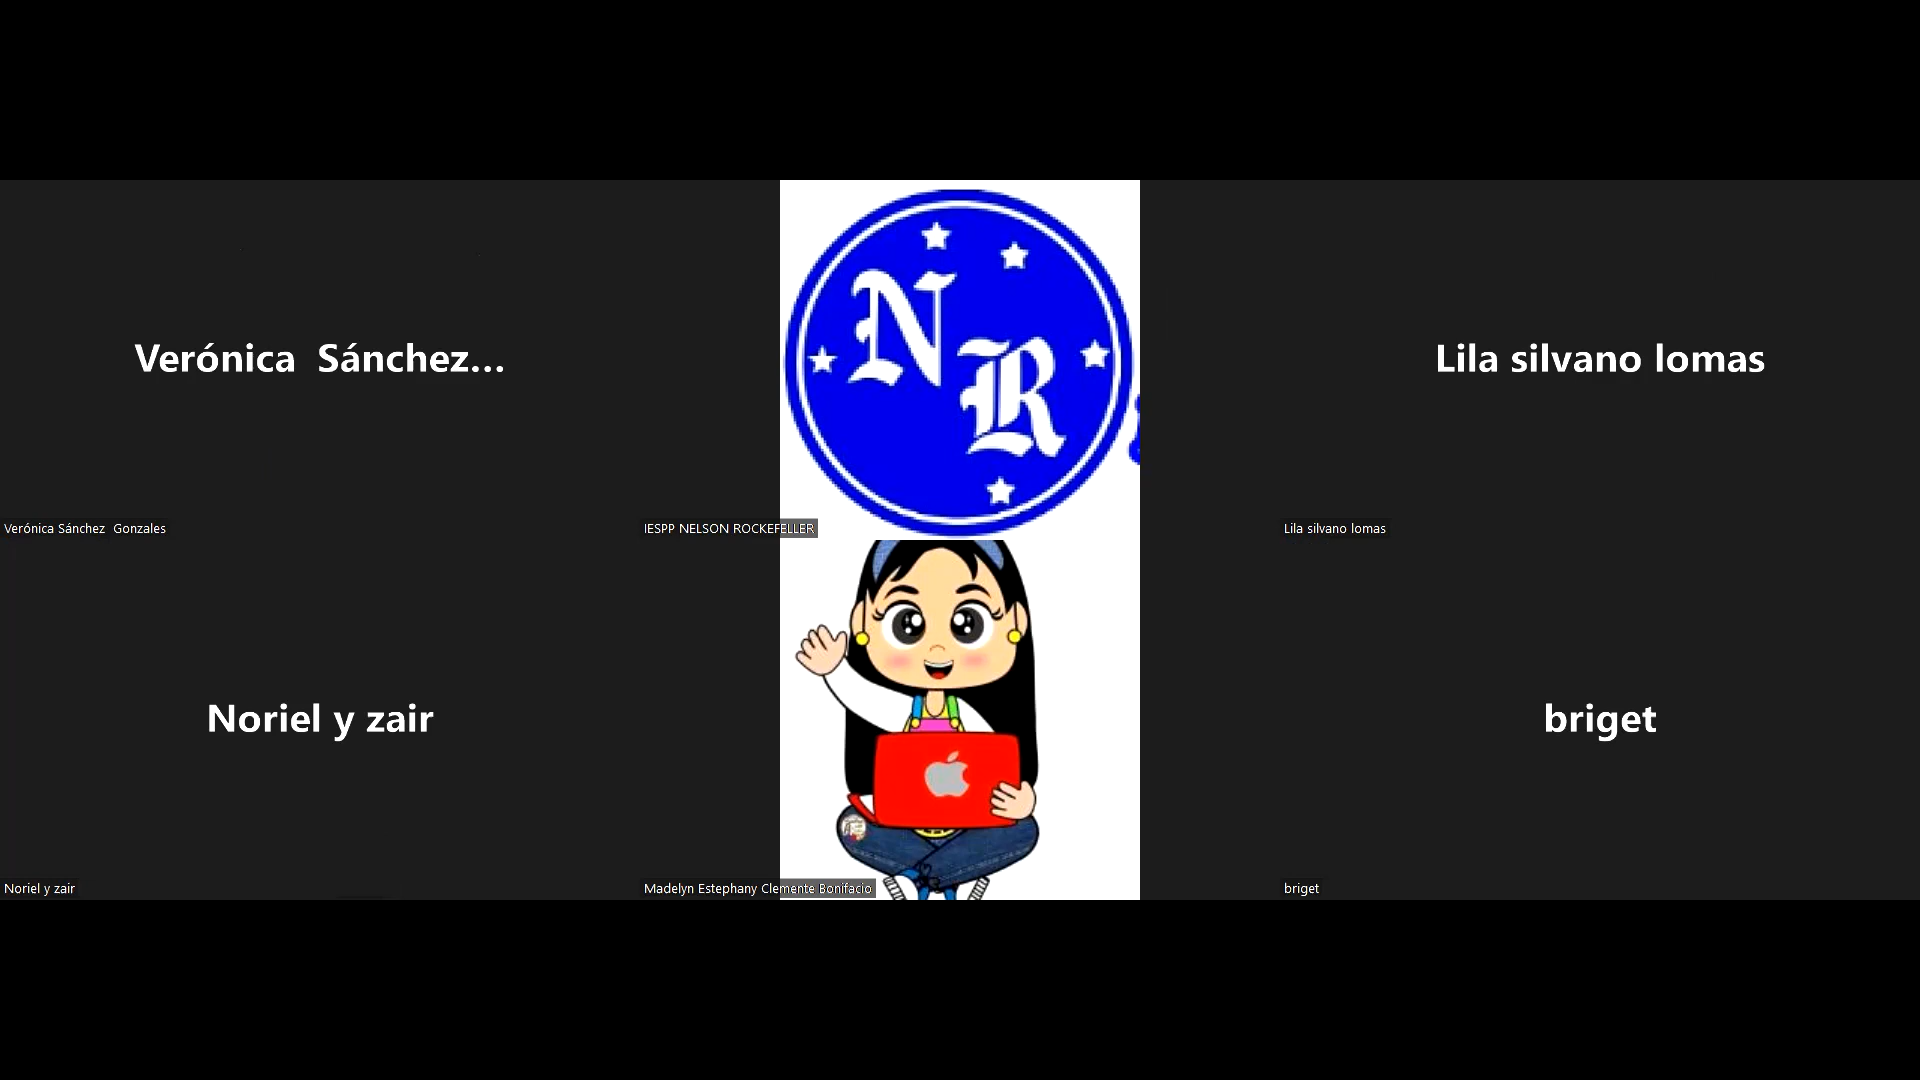 Verónica  Sánchez...
N
R
Lila silvano lomas
Verónica Sánchez  Gonzales
IESPP NELSON ROCKEFELLER
Lila silvano lomas
Noriel y zair
briget
Noriel y zair
Madelyn Estephany Clemente Bonifacio
briget